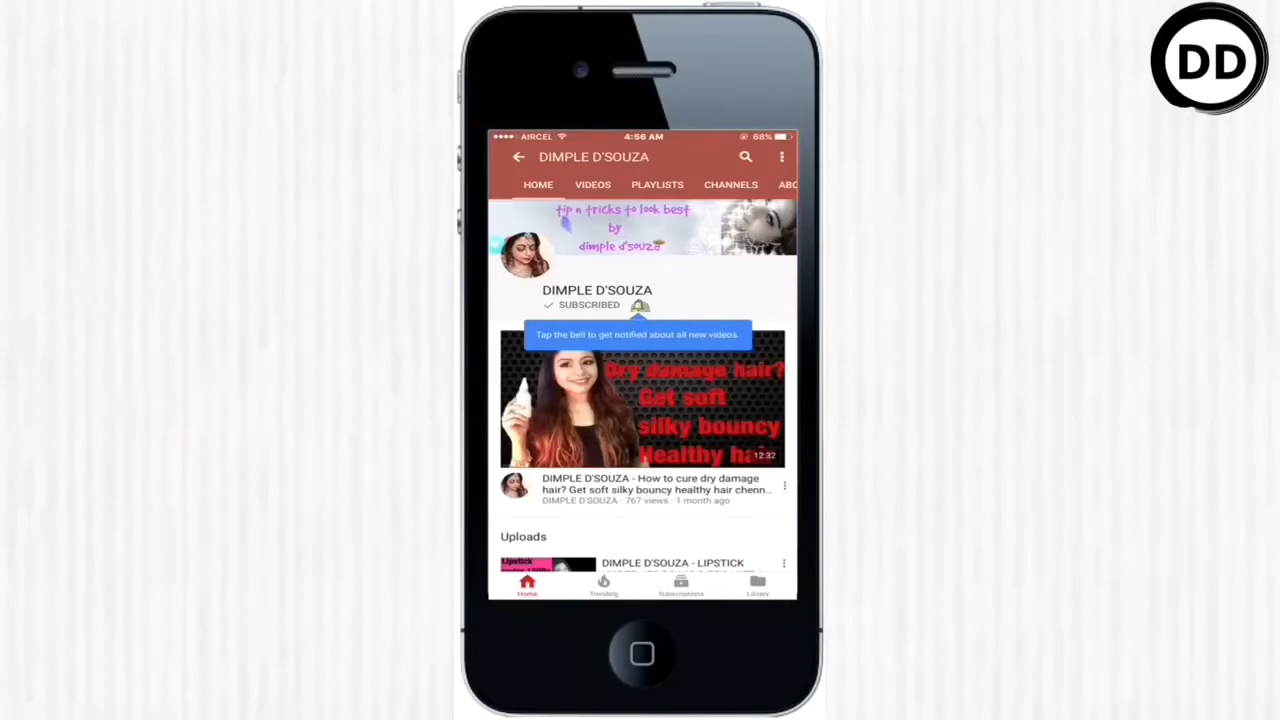 DD
AIRCEL
4:56 AM
68%
DIMPLE D'SOUZA
HOME VIDEOS PLAYLISTS CHANNELS ABO
tip n tricks to look best
by
dimple d'souza
DIMPLE D'SOUZA
SUBSCRIBED
Tap the bell to get notified about all new videos.
Dry damage hair?
Get soft
silky bouncy
Healthy hair
12:32
DIMPLE D'SOUZA - How to cure dry damage
hair? Get soft silky bouncy healthy hair chenn...
DIMPLE D'SOUZA · 767 views · 1 month ago
Uploads
Lipstick
DIMPLE D'SOUZA - LIPSTICK
Home Trending Subscriptions Library